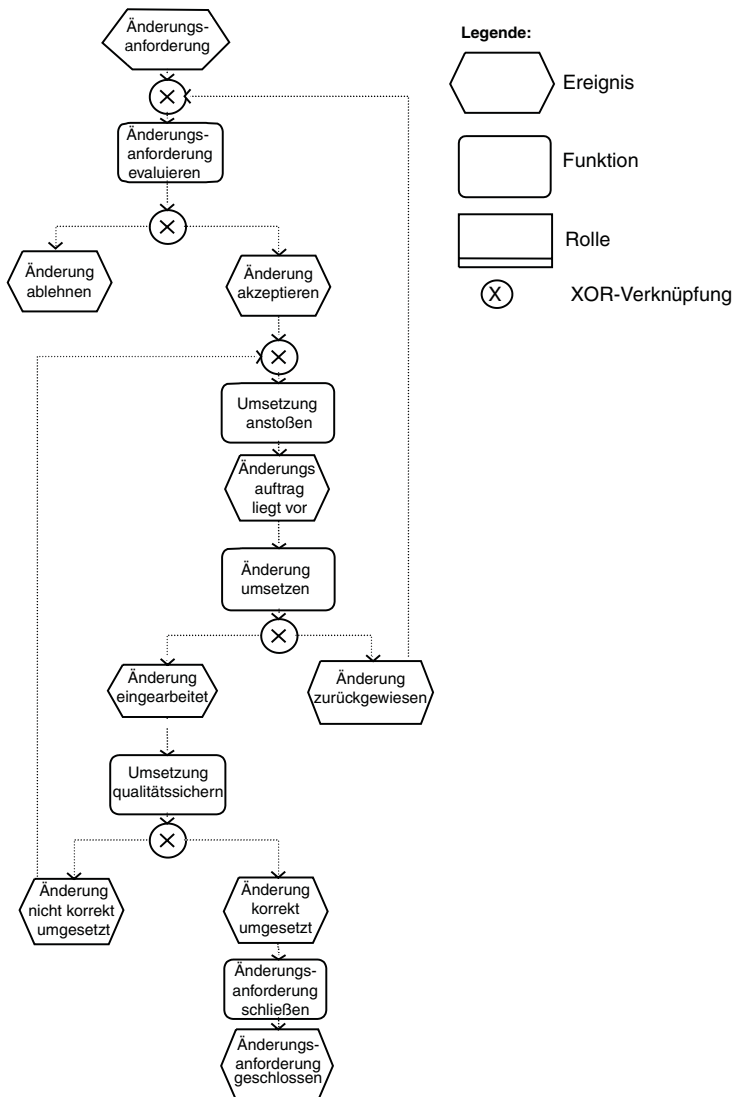 Änderungs-
anforderung
X
Änderungs-
anforderung
evaluieren
X
Änderung
ablehnen
Änderung
akzeptieren
X
Umsetzung
anstoßen
Änderungs
auftrag
liegt vor
Änderung
umsetzen
X
Änderung
eingearbeitet
Änderung
zurückgewiesen
Umsetzung
qualitätssichern
X
Änderung
nicht korrekt
umgesetzt
Änderung
korrekt
umgesetzt
Änderungs-
anforderung
schließen
Änderungs-
anforderung
geschlossen
Legende:
Ereignis
Funktion
Rolle
X XOR-Verknüpfung